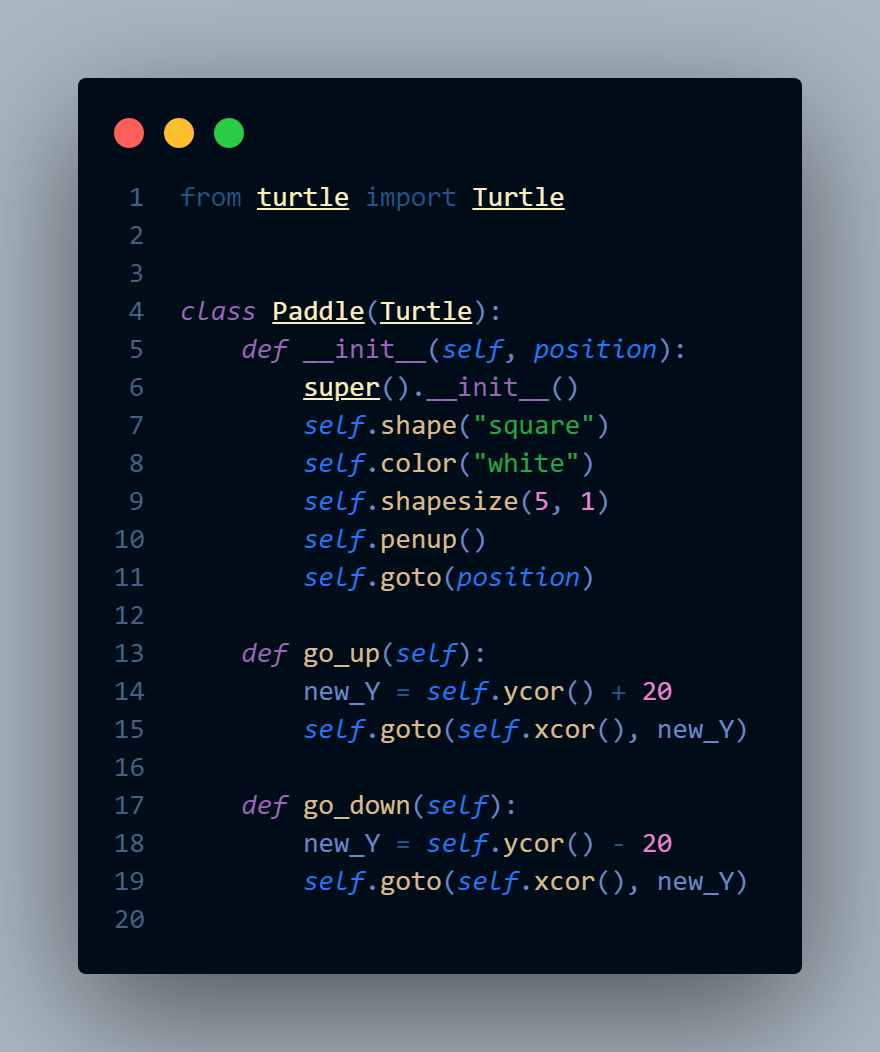 1 from turtle import Turtle
2
3
4 class Paddle(Turtle):
5     def __init__(self, position):
6         super().__init__()
7         self.shape("square")
8         self.color("white")
9         self.shapesize(5, 1)
10         self.penup()
11         self.goto(position)
12
13     def go_up(self):
14         new_Y = self.ycor() + 20
15         self.goto(self.xcor(), new_Y)
16
17     def go_down(self):
18         new_Y = self.ycor() - 20
19         self.goto(self.xcor(), new_Y)
20